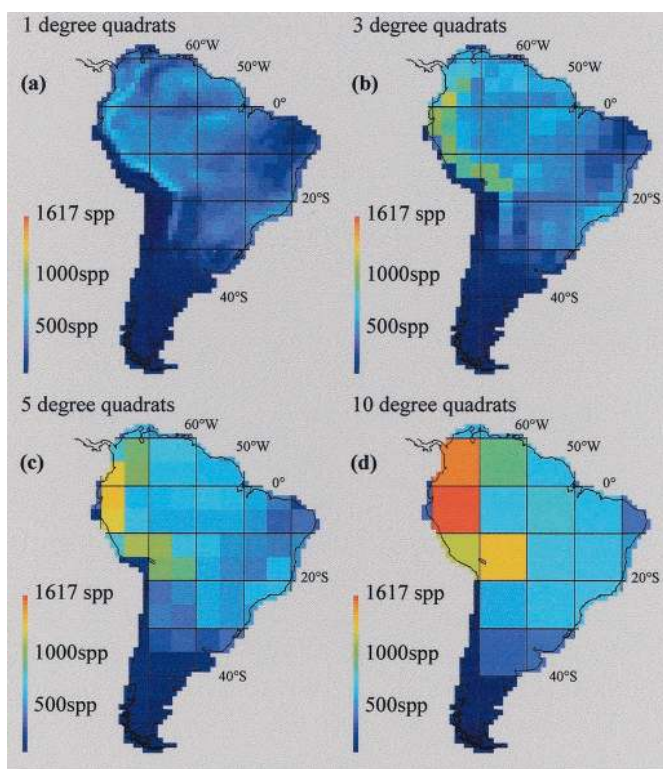 1 degree quadrats
(a)
60°W
50°W
0°
20°S
40°S
1617 spp
1000spp
500spp
3 degree quadrats
(b)
60°W
50°W
0°
20°S
40°S
1617 spp
1000spp
500spp
5 degree quadrats
(c)
60°W
50°W
0°
20°S
40°S
1617 spp
1000spp
500spp
10 degree quadrats
(d)
60°W
50°W
0°
20°S
40°S
1617 spp
1000spp
500spp